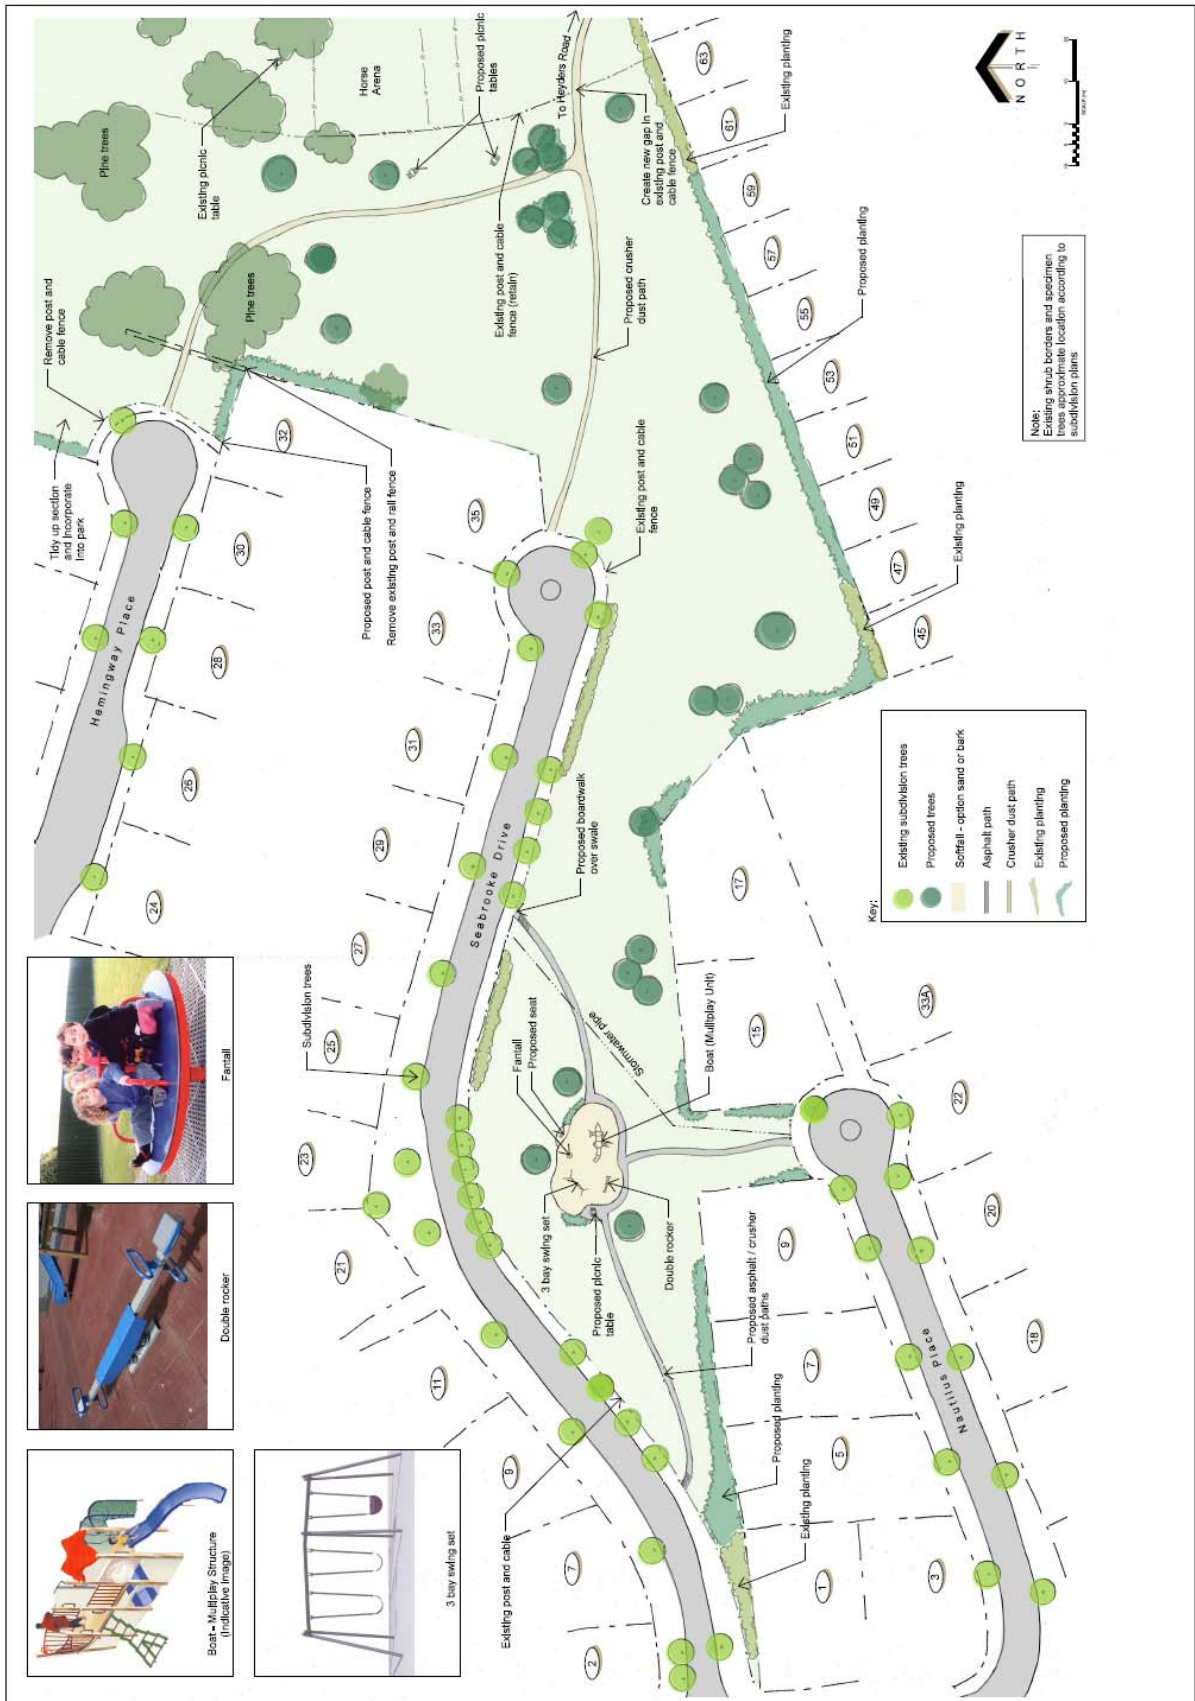 Boat - Multiplay Structure
(Indicative Image)
Double rocker
Fantail
3 bay swing set
Hemingway Place
24
26
28
30
32
Tidy up section
and incorporate
into park
Remove post and
cable fence
Pine trees
Existing picnic
table
Pine trees
Horse
Arena
Proposed picnic
tables
To Heyders Road
Proposed post and cable fence
Remove existing post and rail fence
Existing post and cable
fence (retain)
Create new gap in
existing post and
cable fence
Proposed crusher
dust path
Existing post and cable
fence
Seabrooke Drive
2
7
9
11
21
23
25
27
29
31
33
35
Subdivision trees
Existing post and cable
3 bay swing set
Proposed picnic
table
Double rocker
Fantail
Proposed seat
Boat (Mulitplay Unit)
Stormwater pipe
Proposed boardwalk
over swale
Proposed asphalt / crusher
dust paths
Proposed planting
Existing planting
1
3
5
7
9
15
17
33A
22
20
18
Nautilus Place
45
47
49
51
53
55
57
59
61
63
Existing planting
Proposed planting
Existing planting
Key:
Existing subdivision trees
Proposed trees
Softfall - option sand or bark
Asphalt path
Crusher dust path
Existing planting
Proposed planting
Note:
Existing shrub borders and specimen
trees approximate location according to
subdivision plans
NORTH